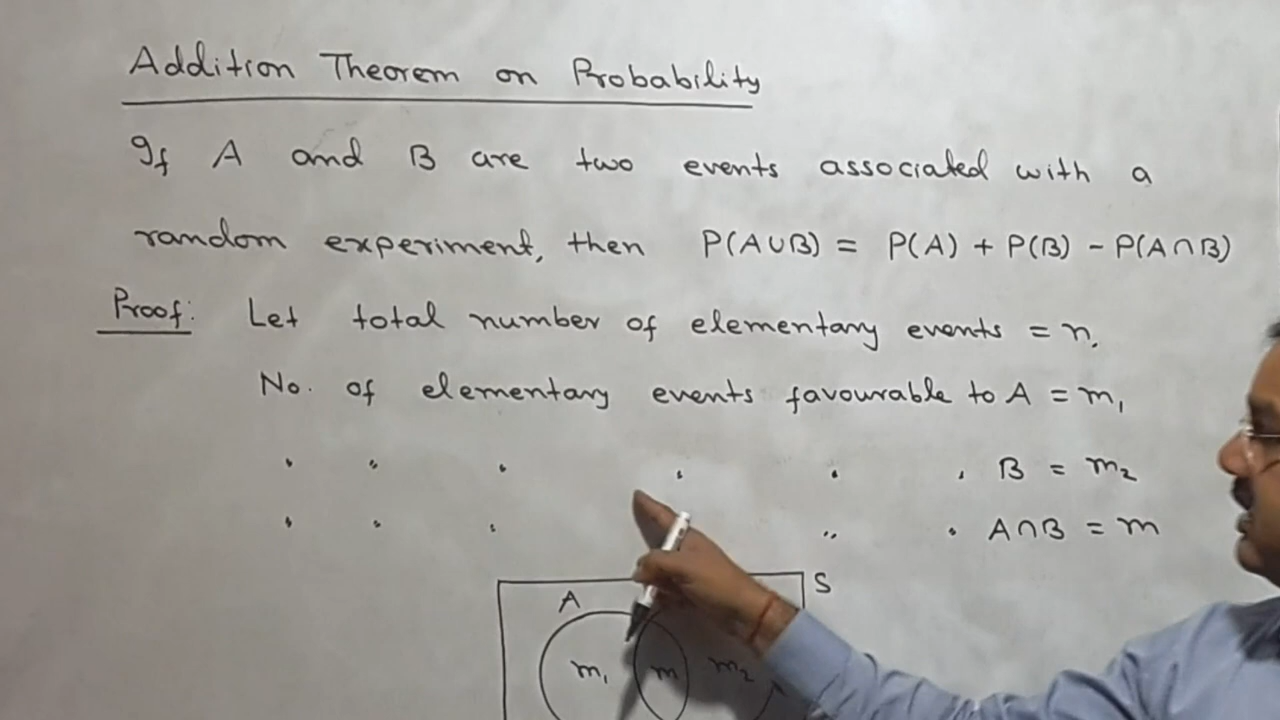 Addition Theorem on Probability
If A and B are two events associated with a
random experiment, then P(A∪B) = P(A) + P(B) - P(A∩B)
Proof: Let total number of elementary events = n.
No. of elementary events favourable to A = m₁
" " " " " " B = m₂
" " " " " A∩B = m
S
A
m₁ m m₂